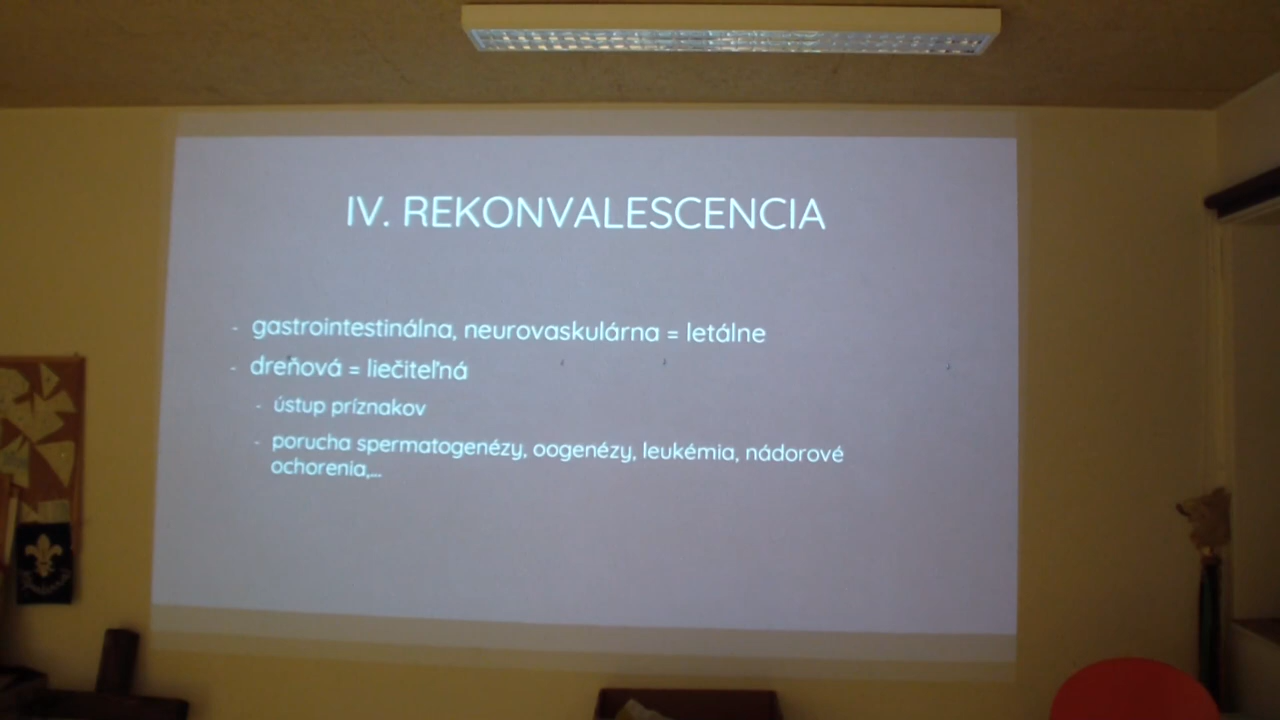 IV. REKONVALESCENCIA
- gastrointestinálna, neurovaskulárna = letálne
- dreňová = liečiteľná
- ústup príznakov
- porucha spermatogenézy, oogenézy, leukémia, nádorové
ochorenia,...